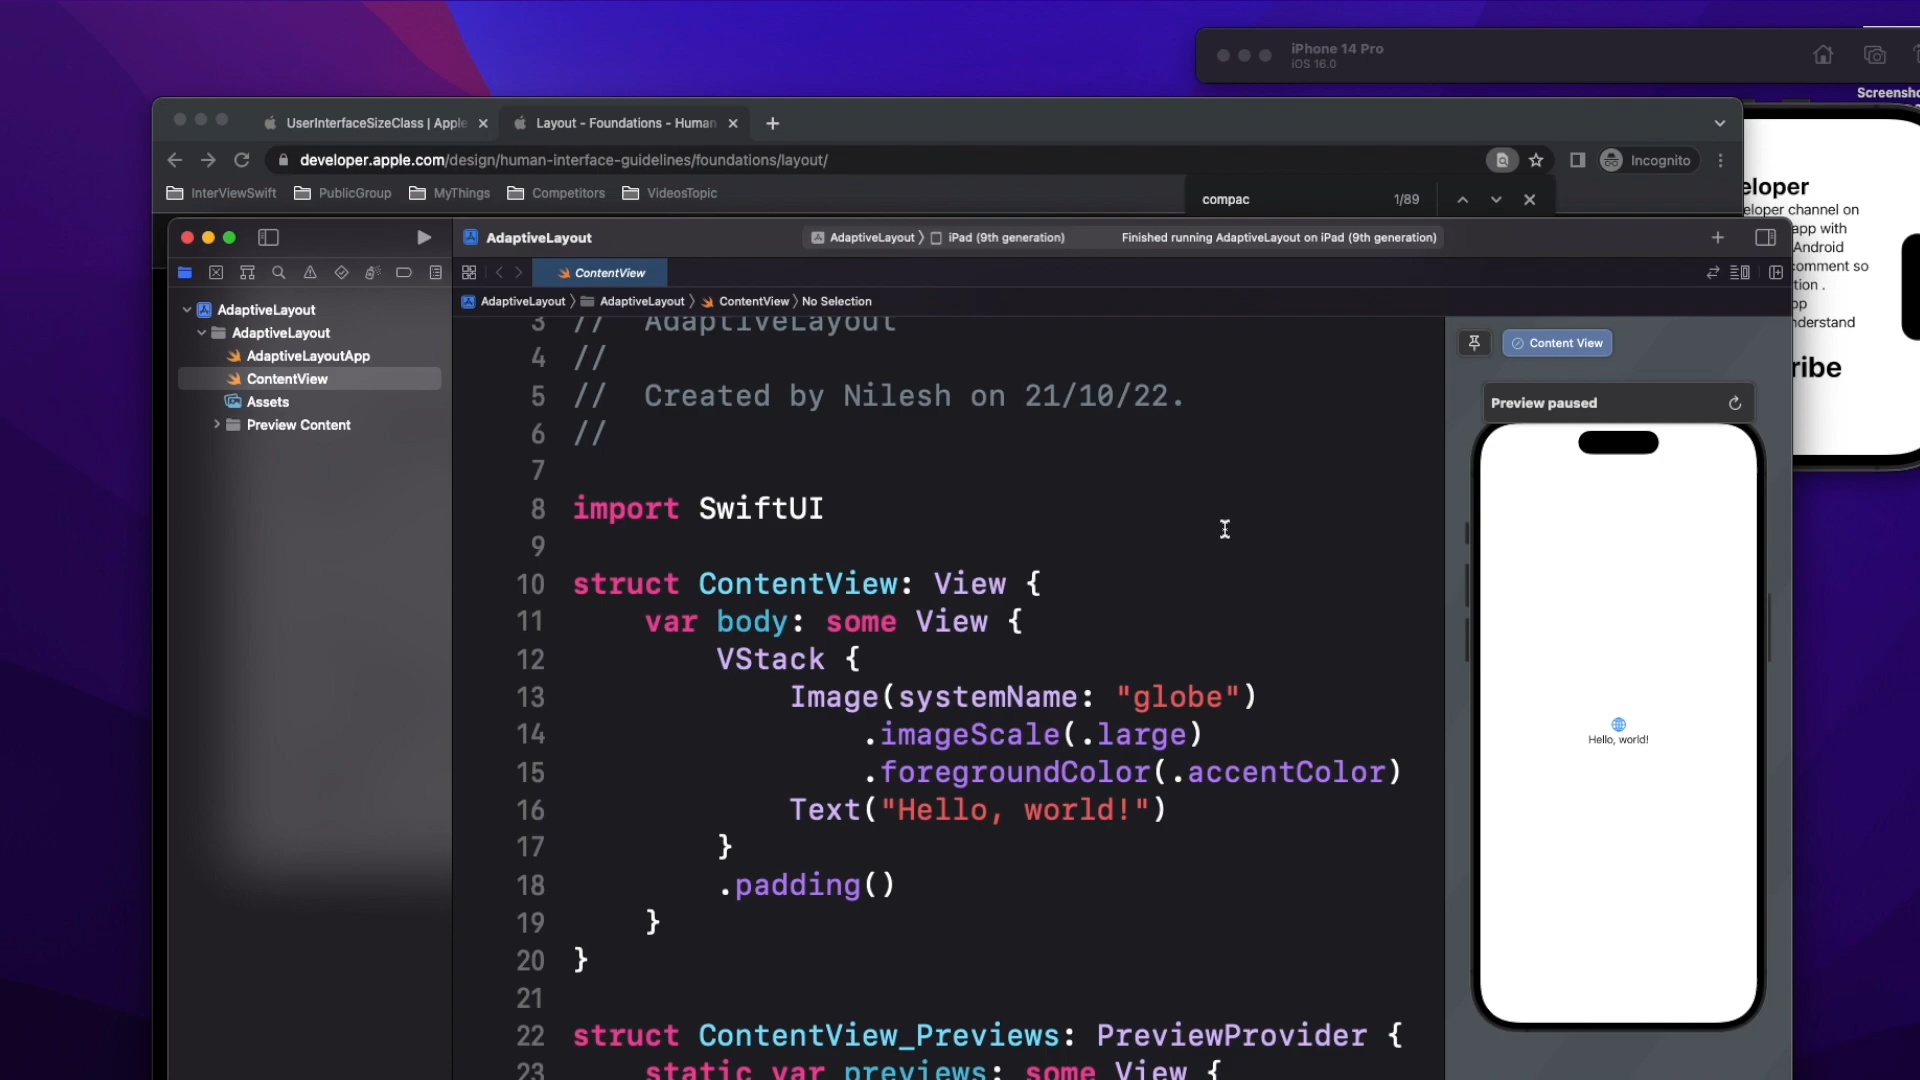 iPhone 14 Pro
iOS 16.0
UserInterfaceSizeClass | Apple
Layout - Foundations - Human
developer.apple.com/design/human-interface-guidelines/foundations/layout/
Incognito
InterViewSwift
PublicGroup
MyThings
Competitors
VideosTopic
compac
1/89
eloper
eloper channel on
app with
Android
comment so
tion .
op
nderstand
ribe
AdaptiveLayout
AdaptiveLayout
iPad (9th generation)
Finished running AdaptiveLayout on iPad (9th generation)
ContentView
AdaptiveLayout
AdaptiveLayout
ContentView
No Selection
AdaptiveLayout
AdaptiveLayout
AdaptiveLayoutApp
ContentView
Assets
Preview Content
3 // AdaptiveLayout
4 //
5 // Created by Nilesh on 21/10/22.
6 //
7
8 import SwiftUI
9
10 struct ContentView: View {
11 var body: some View {
12 VStack {
13 Image(systemName: "globe")
14 .imageScale(.large)
15 .foregroundColor(.accentColor)
16 Text("Hello, world!")
17 }
18 .padding()
19 }
20 }
21
22 struct ContentView_Previews: PreviewProvider {
23 static var previews: some View {
Content View
Preview paused
Hello, world!